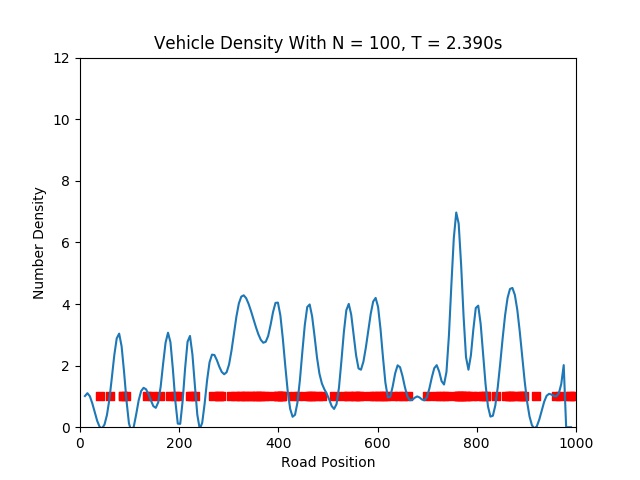 Vehicle Density With N = 100, T = 2.390s
12
10
8
6
4
2
0
Number Density
0 200 400 600 800 1000
Road Position